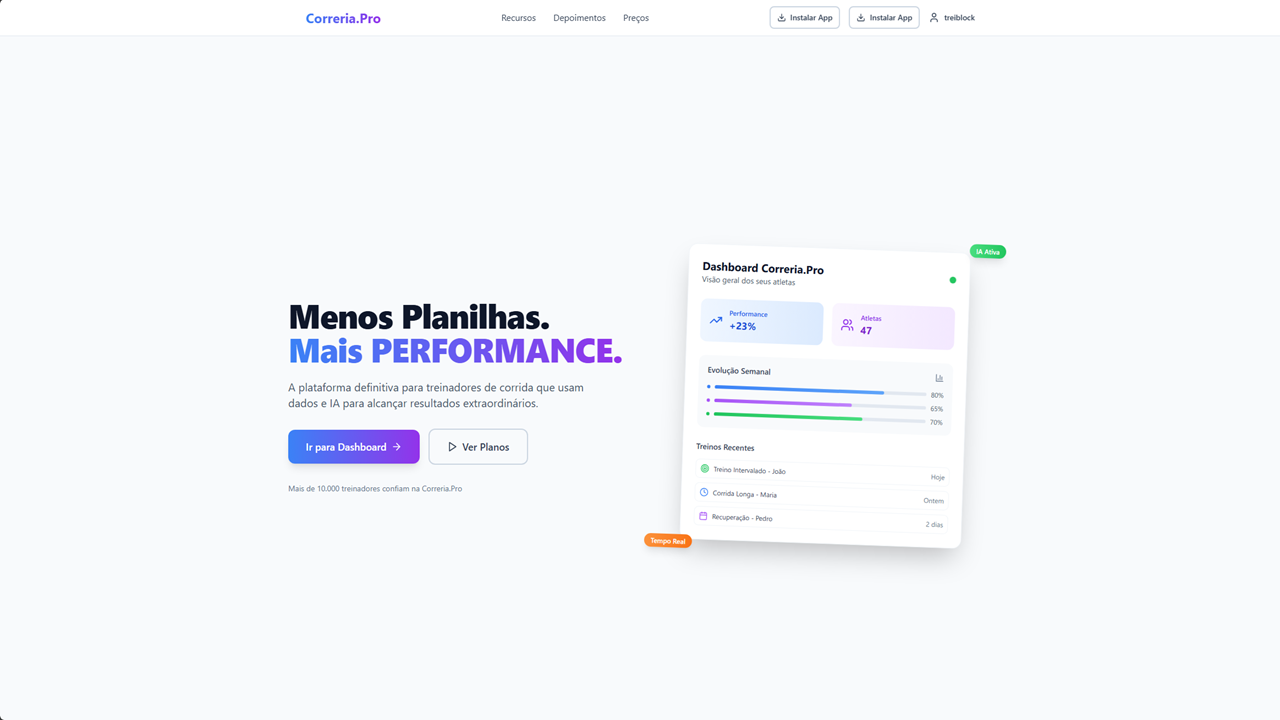 Correria.Pro
Recursos
Depoimentos
Preços
Instalar App
Instalar App
treiblock
Menos Planilhas.
Mais PERFORMANCE.
A plataforma definitiva para treinadores de corrida que usam
dados e IA para alcançar resultados extraordinários.
Ir para Dashboard
Ver Planos
Mais de 10.000 treinadores confiam na Correria.Pro
IA Ativa
Dashboard Correria.Pro
Visão geral dos seus atletas
Performance
+23%
Atletas
47
Evolução Semanal
80%
65%
70%
Treinos Recentes
Treino Intervalado - João
Hoje
Corrida Longa - Maria
Ontem
Recuperação - Pedro
2 dias
Tempo Real